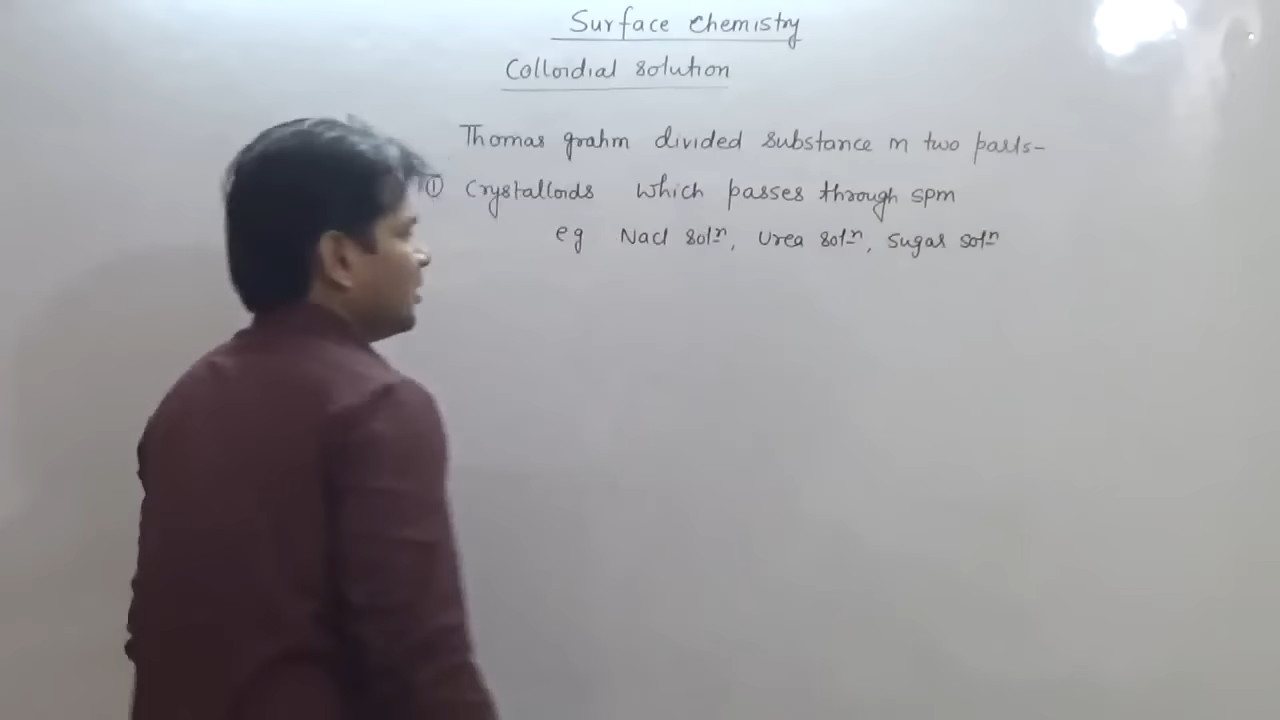 Surface chemistry
Colloidial solution
Thomas grahm divided substance in two parts-
① Crystalloids which passes through spm
eg Nacl solⁿ, Urea solⁿ, Sugar solⁿ